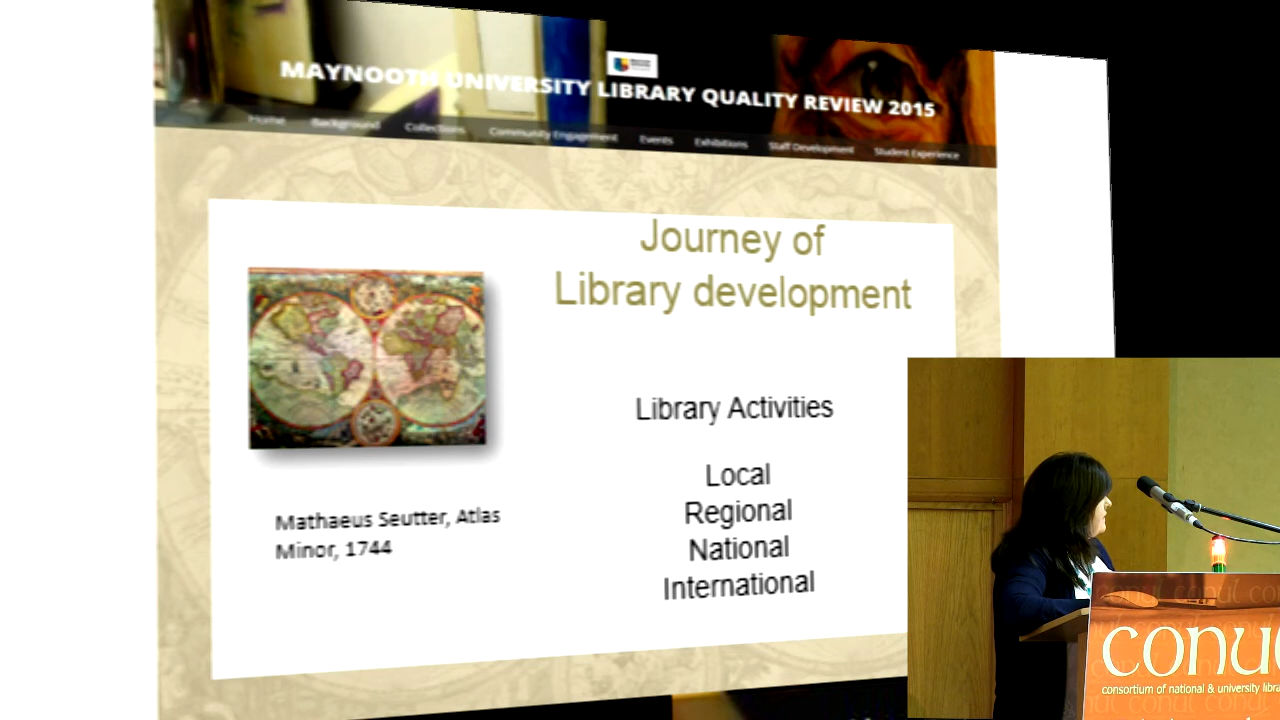 MAYNOOTH UNIVERSITY LIBRARY QUALITY REVIEW 2015
Home Background Collections Community Engagement Events Exhibitions Staff Development Student Experience
Journey of
Library development
Library Activities
Local
Regional
National
International
Mathaeus Seutter, Atlas
Minor, 1744
conu
consortium of national & university libra